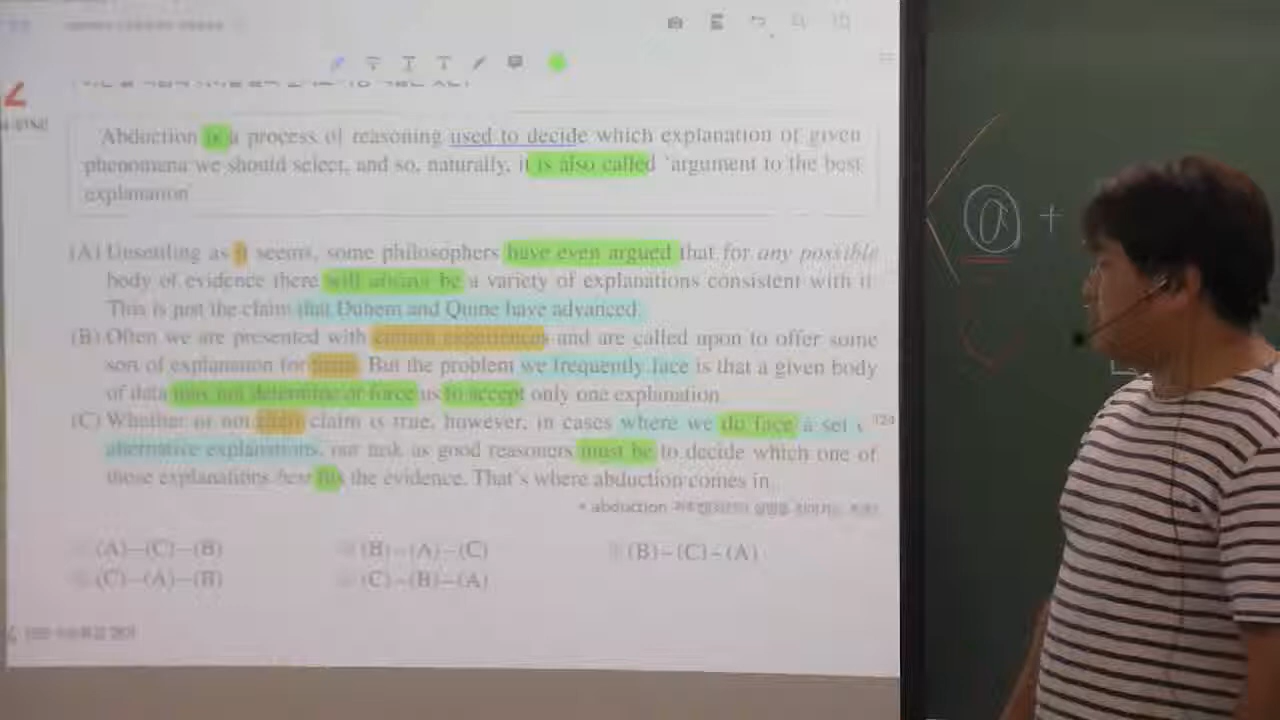 Abduction is a process of reasoning used to decide which explanation of given
phenomena we should select, and so, naturally, it is also called 'argument to the best
explanation'
(A) Unsettling as it seems, some philosophers have even argued that for any possible
body of evidence there will always be a variety of explanations consistent with it
This is just the claim that Duhem and Quine have advanced.
(B) Often we are presented with certain experiences and are called upon to offer some
sort of explanation for them. But the problem we frequently face is that a given body
of data may not determine or force us to accept only one explanation
(C) Whether or not their claim is true, however, in cases where we do face a set
alternative explanations, our task as good reasoners must be to decide which one of
those explanations best fits the evidence. That's where abduction comes in.
* abduction
(A)-(C)-(B) (B)-(A)-(C) (B)-(C)-(A)
(C)-(A)-(B) (C)-(B)-(A)
+